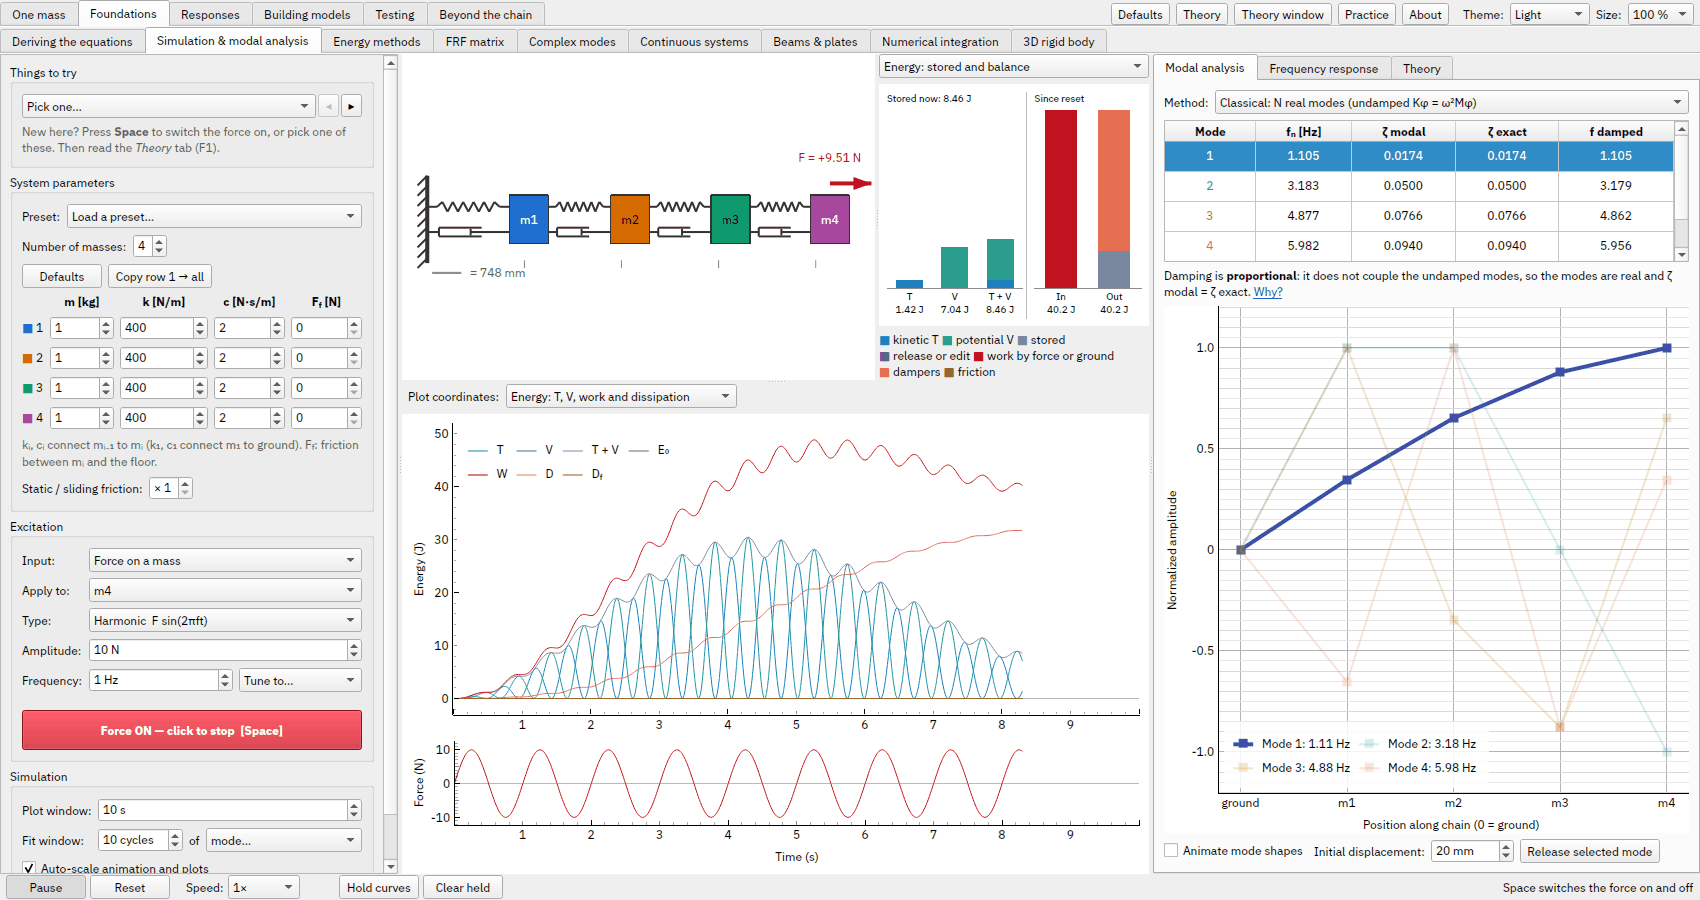 One mass Foundations Responses Building models Testing Beyond the chain Defaults Theory Theory window Practice About Theme: Light Size: 100 %
Deriving the equations Simulation & modal analysis Energy methods FRF matrix Complex modes Continuous systems Beams & plates Numerical integration 3D rigid body
Things to try
Pick one...
New here? Press Space to switch the force on, or pick one of
these. Then read the Theory tab (F1).
System parameters
Preset: Load a preset...
Number of masses: 4
Defaults Copy row 1 → all
m [kg] k [N/m] c [N·s/m] Ff [N]
1 1 400 2 0
2 1 400 2 0
3 1 400 2 0
4 1 400 2 0
kᵢ, cᵢ connect mᵢ₋₁ to mᵢ (k₁, c₁ connect m₁ to ground). Ff: friction
between mᵢ and the floor.
Static / sliding friction: × 1
Excitation
Input: Force on a mass
Apply to: m4
Type: Harmonic F sin(2πft)
Amplitude: 10 N
Frequency: 1 Hz Tune to...
Force ON — click to stop [Space]
Simulation
Plot window: 10 s
Fit window: 10 cycles of mode...
Auto-scale animation and plots
F = +9.51 N
m1 m2 m3 m4
= 748 mm
Energy: stored and balance
Stored now: 8.46 J Since reset
T V T + V In Out
1.42 J 7.04 J 8.46 J 40.2 J 40.2 J
kinetic T potential V stored
release or edit work by force or ground
dampers friction
Plot coordinates: Energy: T, V, work and dissipation
T V T + V E₀
W D Df
Energy (J)
50
40
30
20
10
0
1 2 3 4 5 6 7 8 9
Force (N)
10
0
-10
1 2 3 4 5 6 7 8 9
Time (s)
Modal analysis Frequency response Theory
Method: Classical: N real modes (undamped Kφ = ω²Mφ)
Mode fₙ [Hz] ζ modal ζ exact f damped
1 1.105 0.0174 0.0174 1.105
2 3.183 0.0500 0.0500 3.179
3 4.877 0.0766 0.0766 4.862
4 5.982 0.0940 0.0940 5.956
Damping is proportional: it does not couple the undamped modes, so the modes are real and ζ
modal = ζ exact. Why?
Normalized amplitude
1.0
0.5
0
-0.5
-1.0
Mode 1: 1.11 Hz Mode 2: 3.18 Hz
Mode 3: 4.88 Hz Mode 4: 5.98 Hz
ground m1 m2 m3 m4
Position along chain (0 = ground)
Animate mode shapes Initial displacement: 20 mm Release selected mode
Pause Reset Speed: 1× Hold curves Clear held Space switches the force on and off